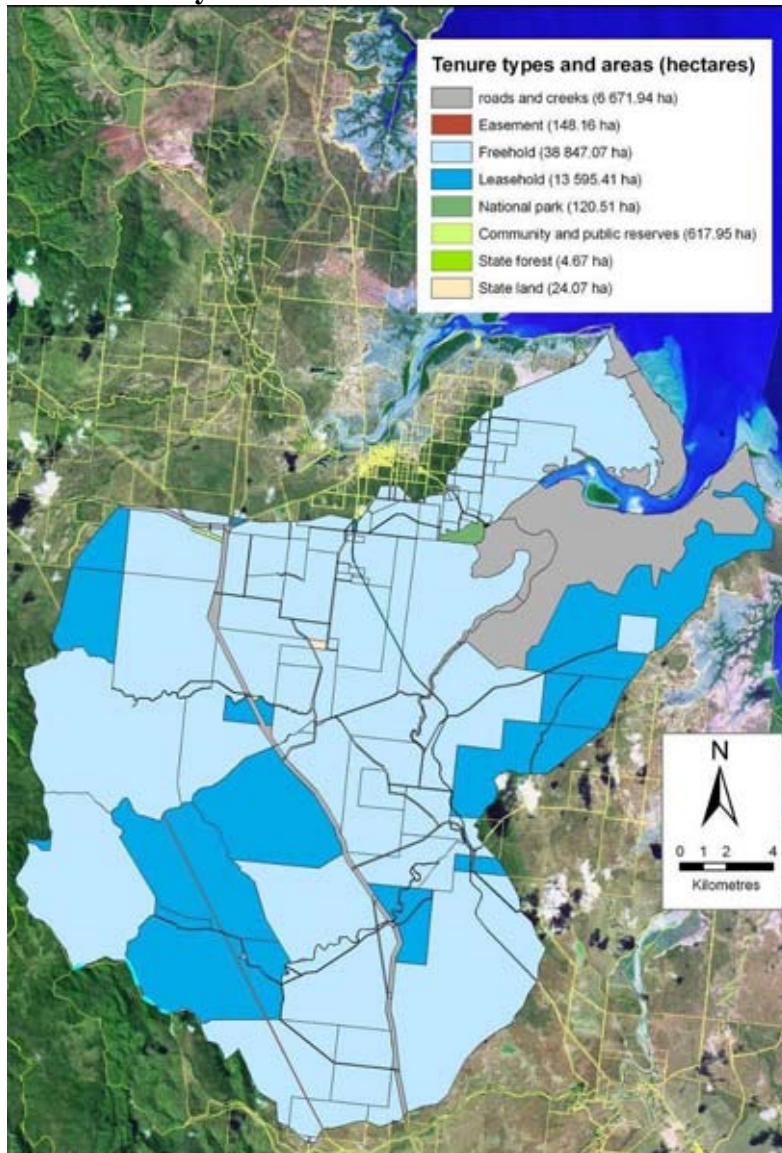 Tenure types and areas (hectares)
roads and creeks (6 671.94 ha)
Easement (148.16 ha)
Freehold (38 847.07 ha)
Leasehold (13 595.41 ha)
National park (120.51 ha)
Community and public reserves (617.95 ha)
State forest (4.67 ha)
State land (24.07 ha)
N
0 1 2 4
Kilometres